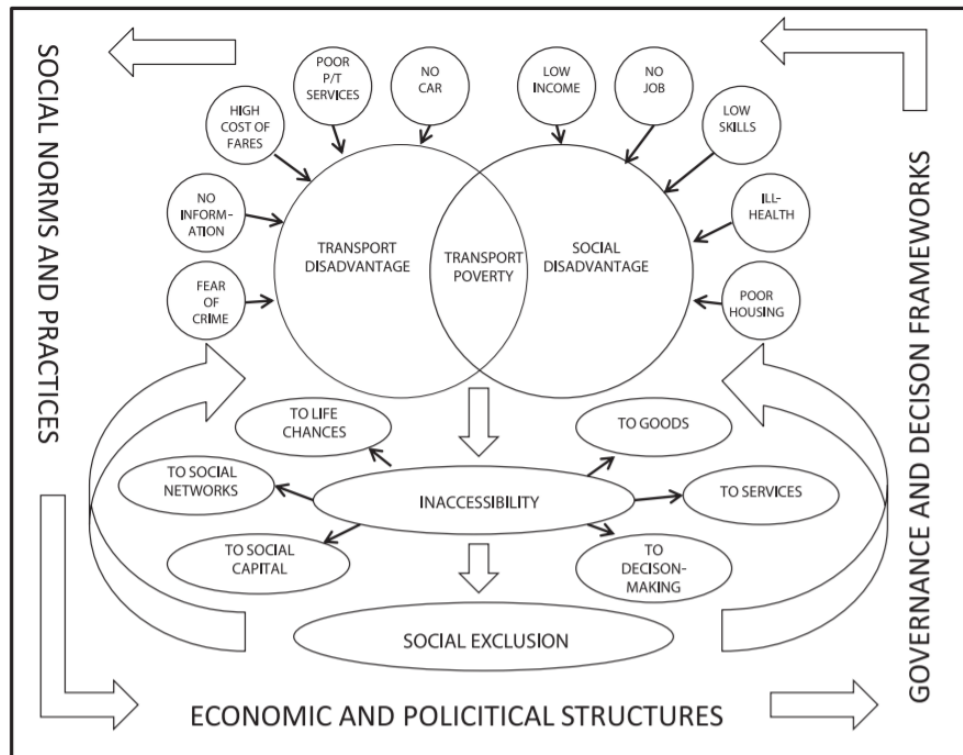 SOCIAL NORMS AND PRACTICES
POOR
P/T
SERVICES
NO
CAR
LOW
INCOME
NO
JOB
HIGH
COST OF
FARES
LOW
SKILLS
NO
INFORM-
ATION
ILL-
HEALTH
FEAR
OF
CRIME
POOR
HOUSING
TRANSPORT
DISADVANTAGE
TRANSPORT
POVERTY
SOCIAL
DISADVANTAGE
GOVERNANCE AND DECISON FRAMEWORKS
TO LIFE
CHANCES
TO GOODS
TO SOCIAL
NETWORKS
INACCESSIBILITY
TO SERVICES
TO SOCIAL
CAPITAL
TO
DECISON-
MAKING
SOCIAL EXCLUSION
ECONOMIC AND POLICITICAL STRUCTURES